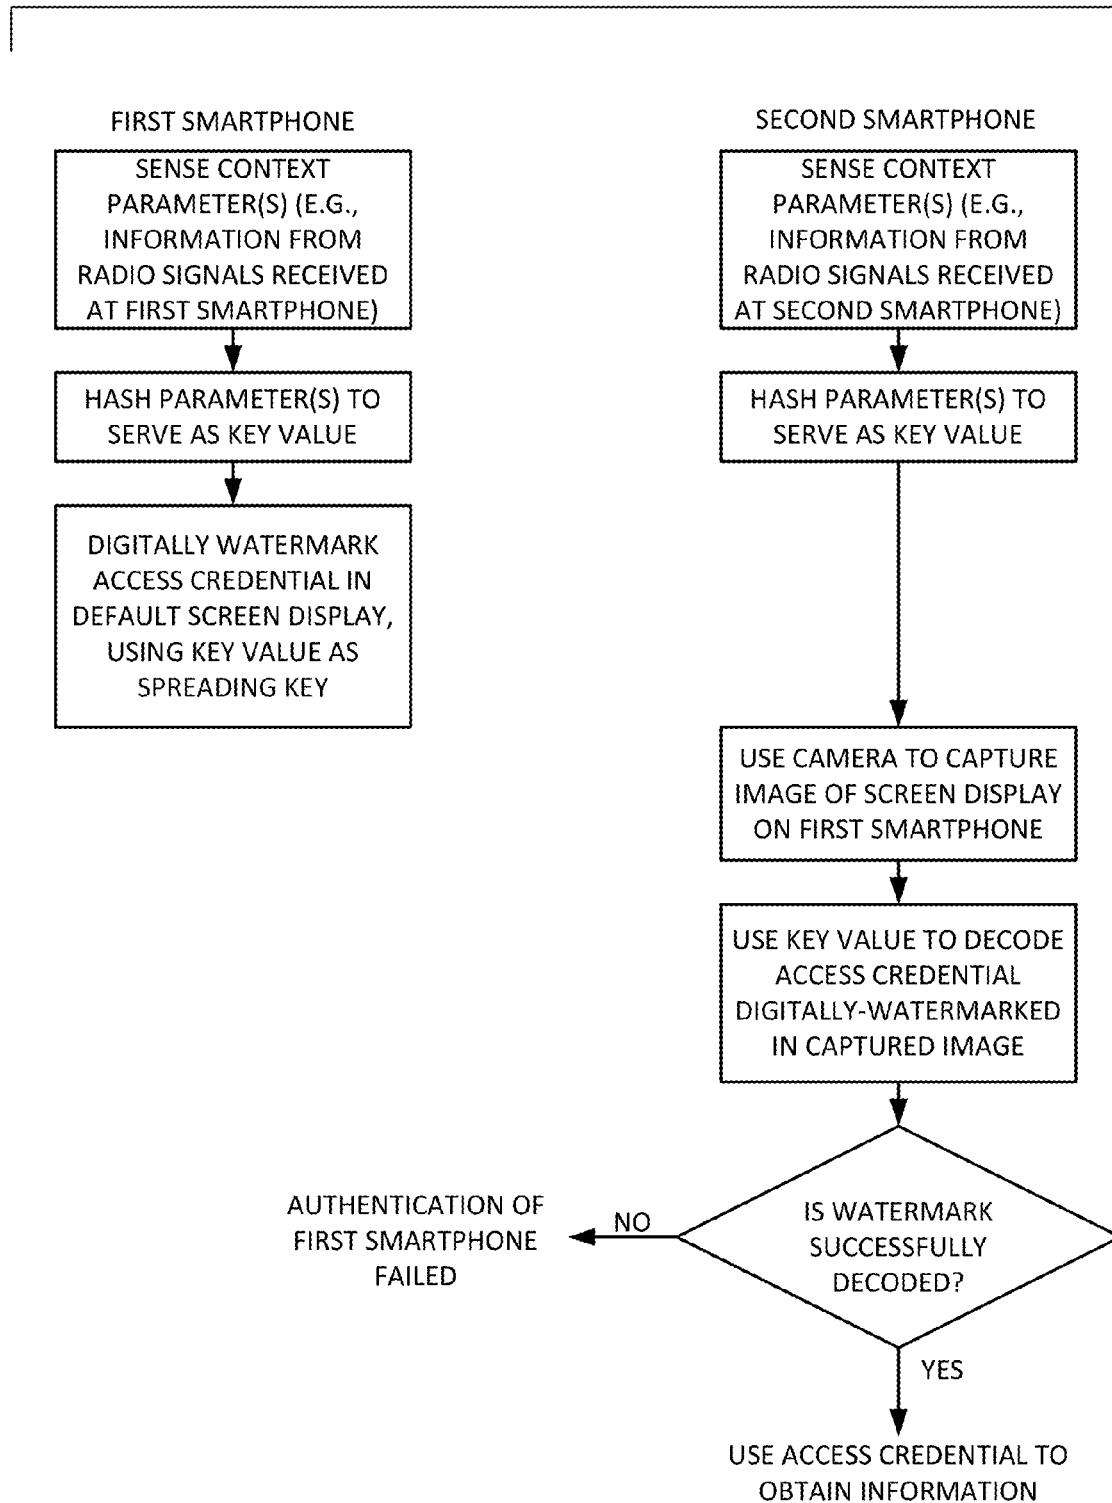 FIRST SMARTPHONE
SENSE CONTEXT
PARAMETER(S) (E.G.,
INFORMATION FROM
RADIO SIGNALS RECEIVED
AT FIRST SMARTPHONE)
HASH PARAMETER(S) TO
SERVE AS KEY VALUE
DIGITALLY WATERMARK
ACCESS CREDENTIAL IN
DEFAULT SCREEN DISPLAY,
USING KEY VALUE AS
SPREADING KEY
SECOND SMARTPHONE
SENSE CONTEXT
PARAMETER(S) (E.G.,
INFORMATION FROM
RADIO SIGNALS RECEIVED
AT SECOND SMARTPHONE)
HASH PARAMETER(S) TO
SERVE AS KEY VALUE
USE CAMERA TO CAPTURE
IMAGE OF SCREEN DISPLAY
ON FIRST SMARTPHONE
USE KEY VALUE TO DECODE
ACCESS CREDENTIAL
DIGITALLY-WATERMARKED
IN CAPTURED IMAGE
IS WATERMARK
SUCCESSFULLY
DECODED?
NO
AUTHENTICATION OF
FIRST SMARTPHONE
FAILED
YES
USE ACCESS CREDENTIAL TO
OBTAIN INFORMATION